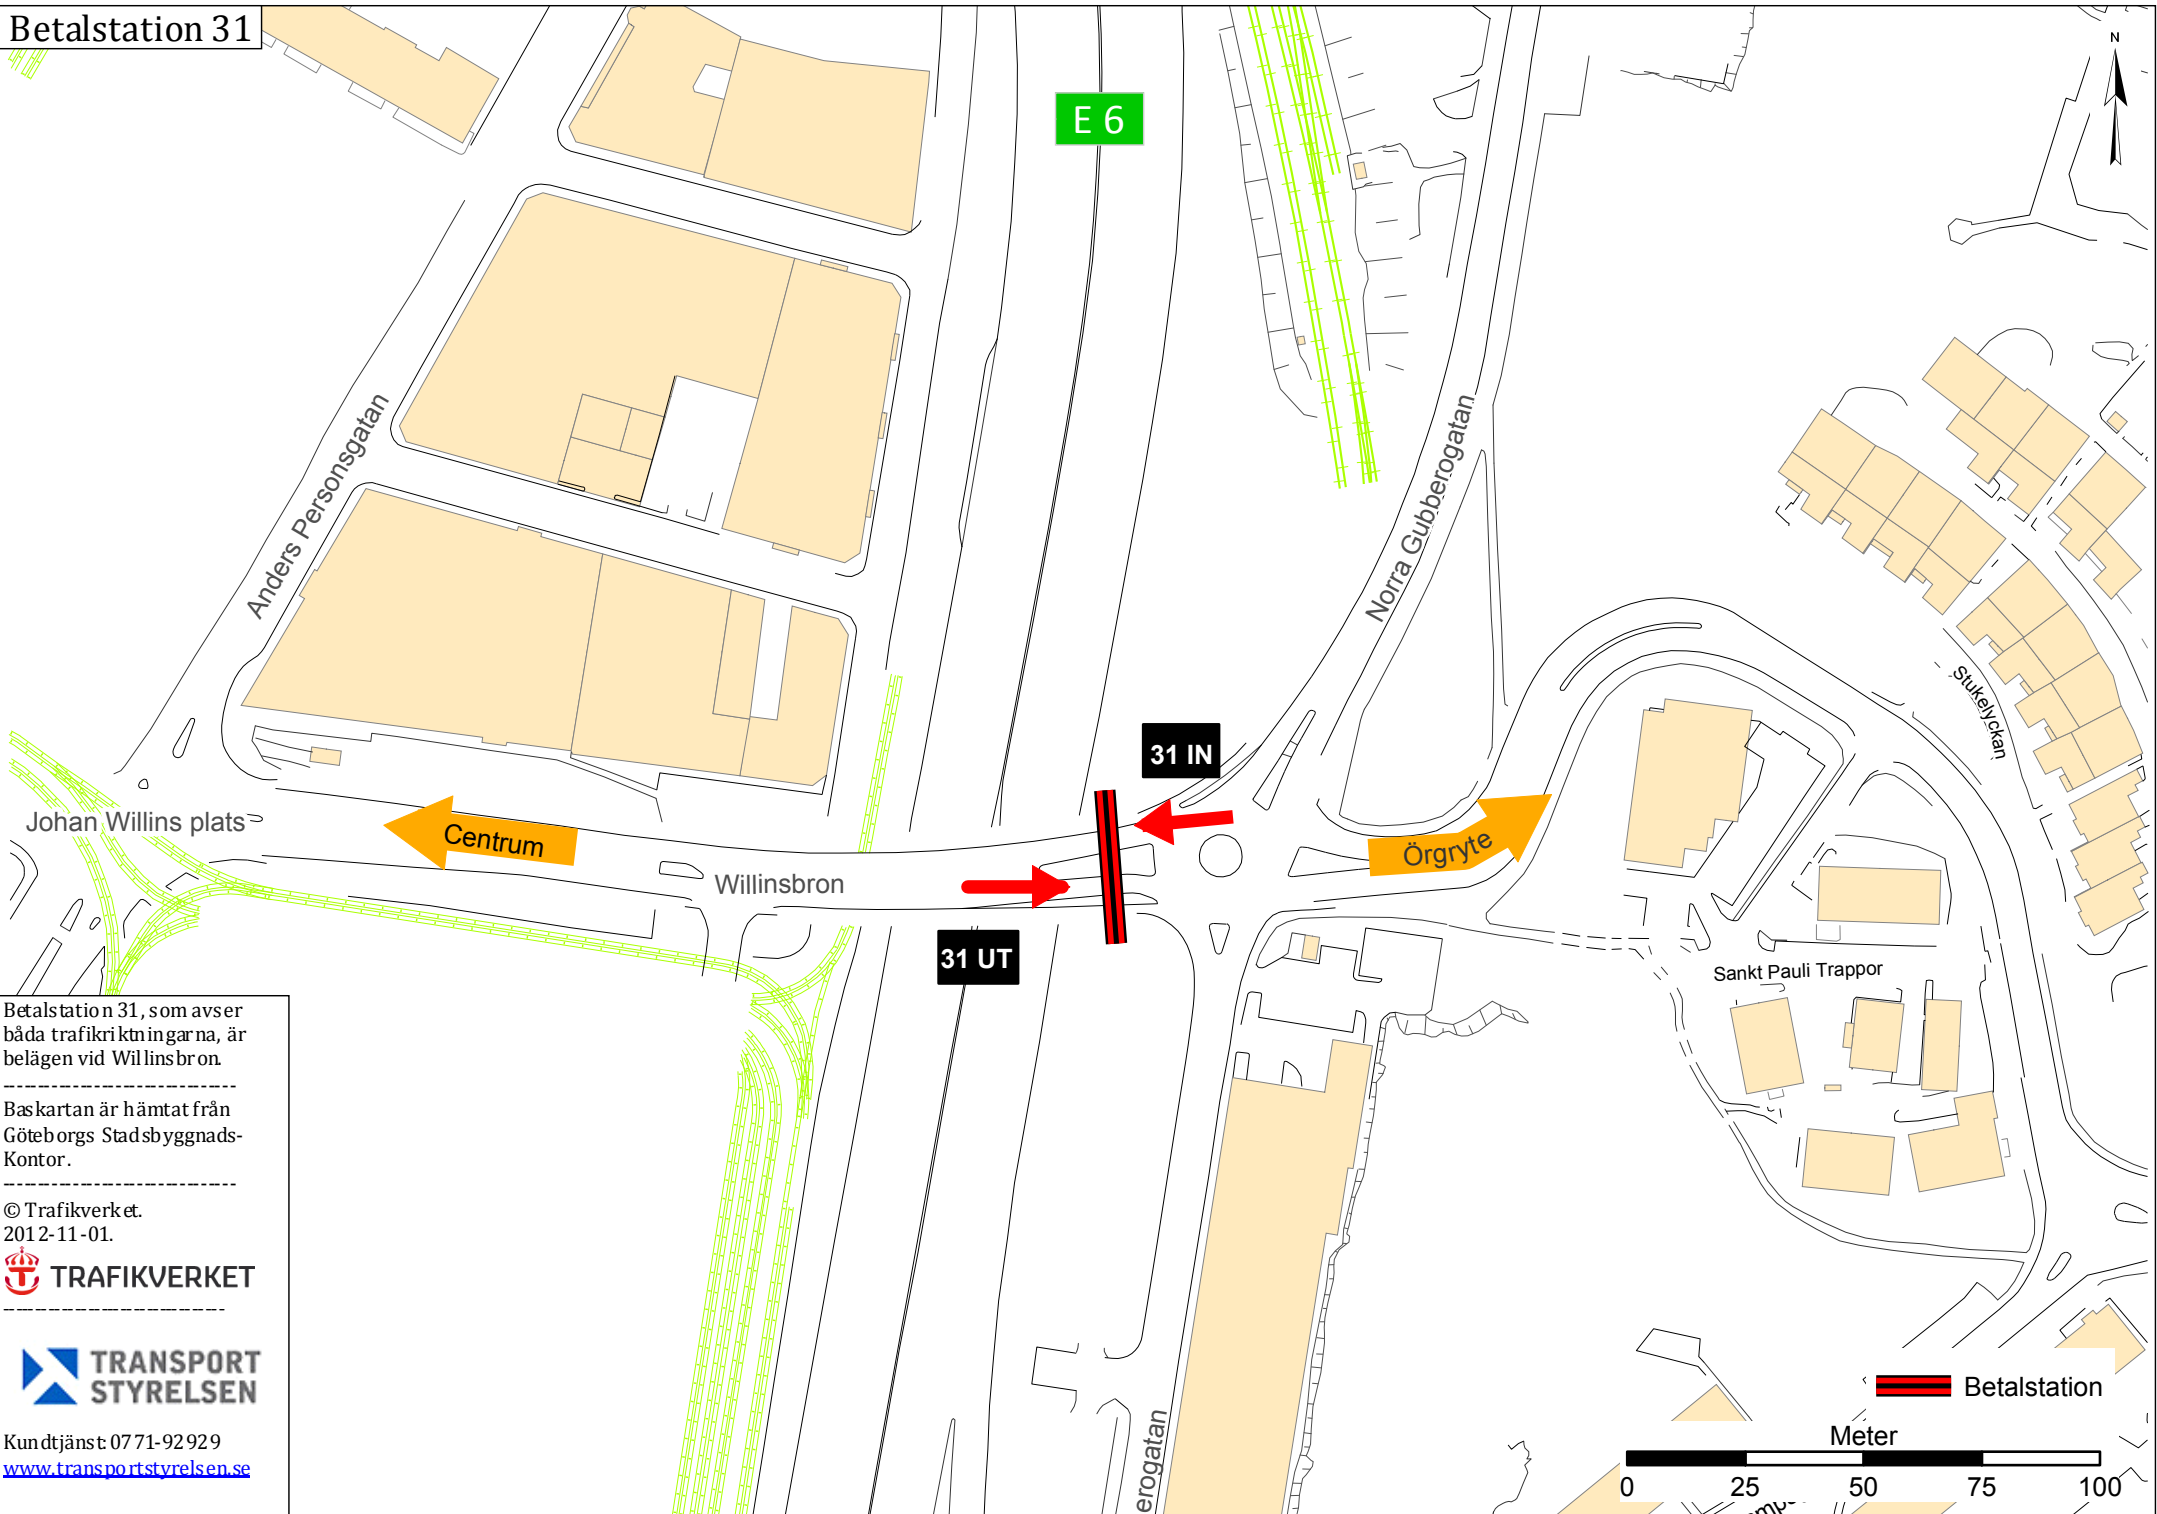 Betalstation 31
N
E 6
Anders Personsgatan
Norra Gubberogatan
Stukelyckan
31 IN
Johan Willins plats
Centrum
Örgryte
Willinsbron
31 UT
Sankt Pauli Trappor
Betalstation 31, som avser
båda trafikriktningarna, är
belägen vid Willinsbron.
Baskartan är hämtat från
Göteborgs Stadsbyggnads-
Kontor.
© Trafikverket.
2012-11-01.
TRAFIKVERKET
TRANSPORT
STYRELSEN
Kundtjänst: 0771-92929
www.transportstyrelsen.se
erogatan
Betalstation
Meter
0 25 50 75 100